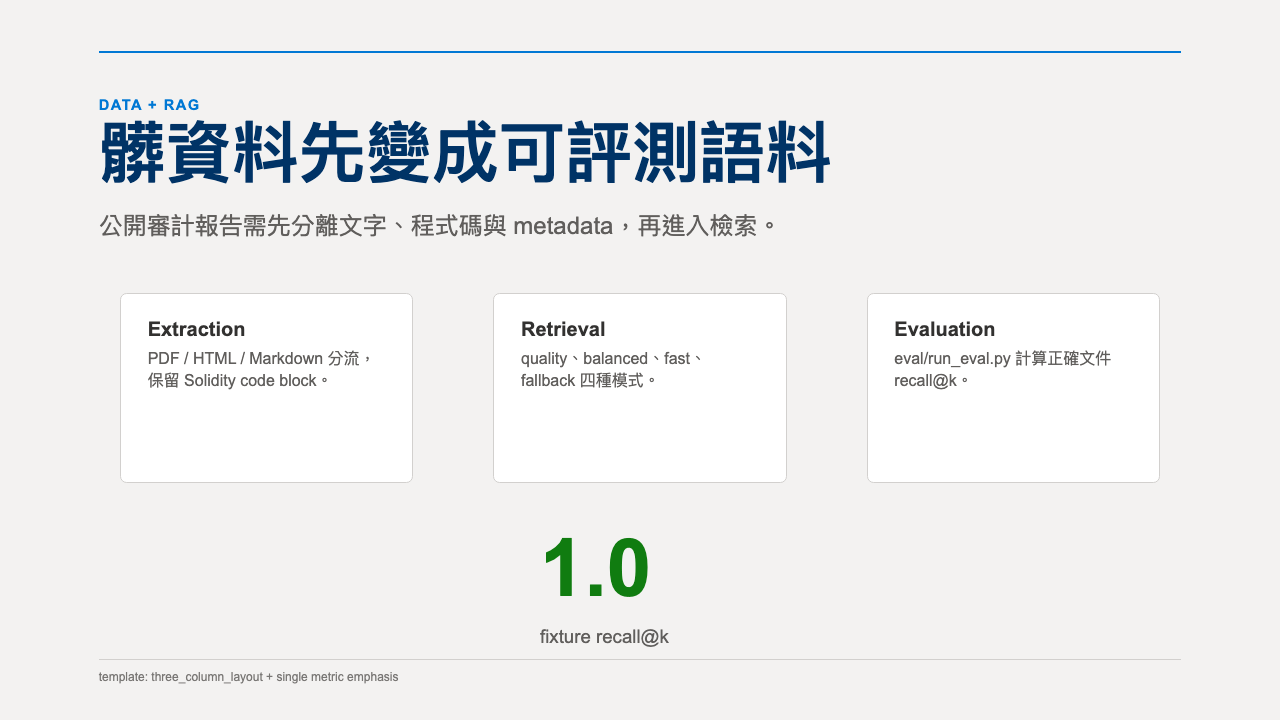 DATA + RAG
髒資料先變成可評測語料
公開審計報告需先分離文字、程式碼與 metadata，再進入檢索。
Extraction
PDF / HTML / Markdown 分流，
保留 Solidity code block。
Retrieval
quality、balanced、fast、
fallback 四種模式。
Evaluation
eval/run_eval.py 計算正確文件
recall@k。
1.0
fixture recall@k
template: three_column_layout + single metric emphasis